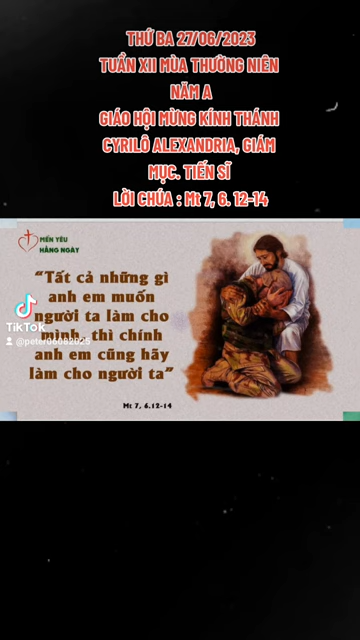 THỨ BA 27/06/2023
TUẦN XII MÙA THƯỜNG NIÊN
NĂM A
GIÁO HỘI MỪNG KÍNH THÁNH
CYRILÔ ALEXANDRIA, GIÁM
MỤC. TIẾN SĨ
LỜI CHÚA : Mt 7, 6. 12-14
MẾN YÊU
HẰNG NGÀY
“Tất cả những gì
anh em muốn
người ta làm cho
mình, thì chính
anh em cũng hãy
làm cho người ta”
Mt 7, 6.12-14
TikTok
@peter06082025